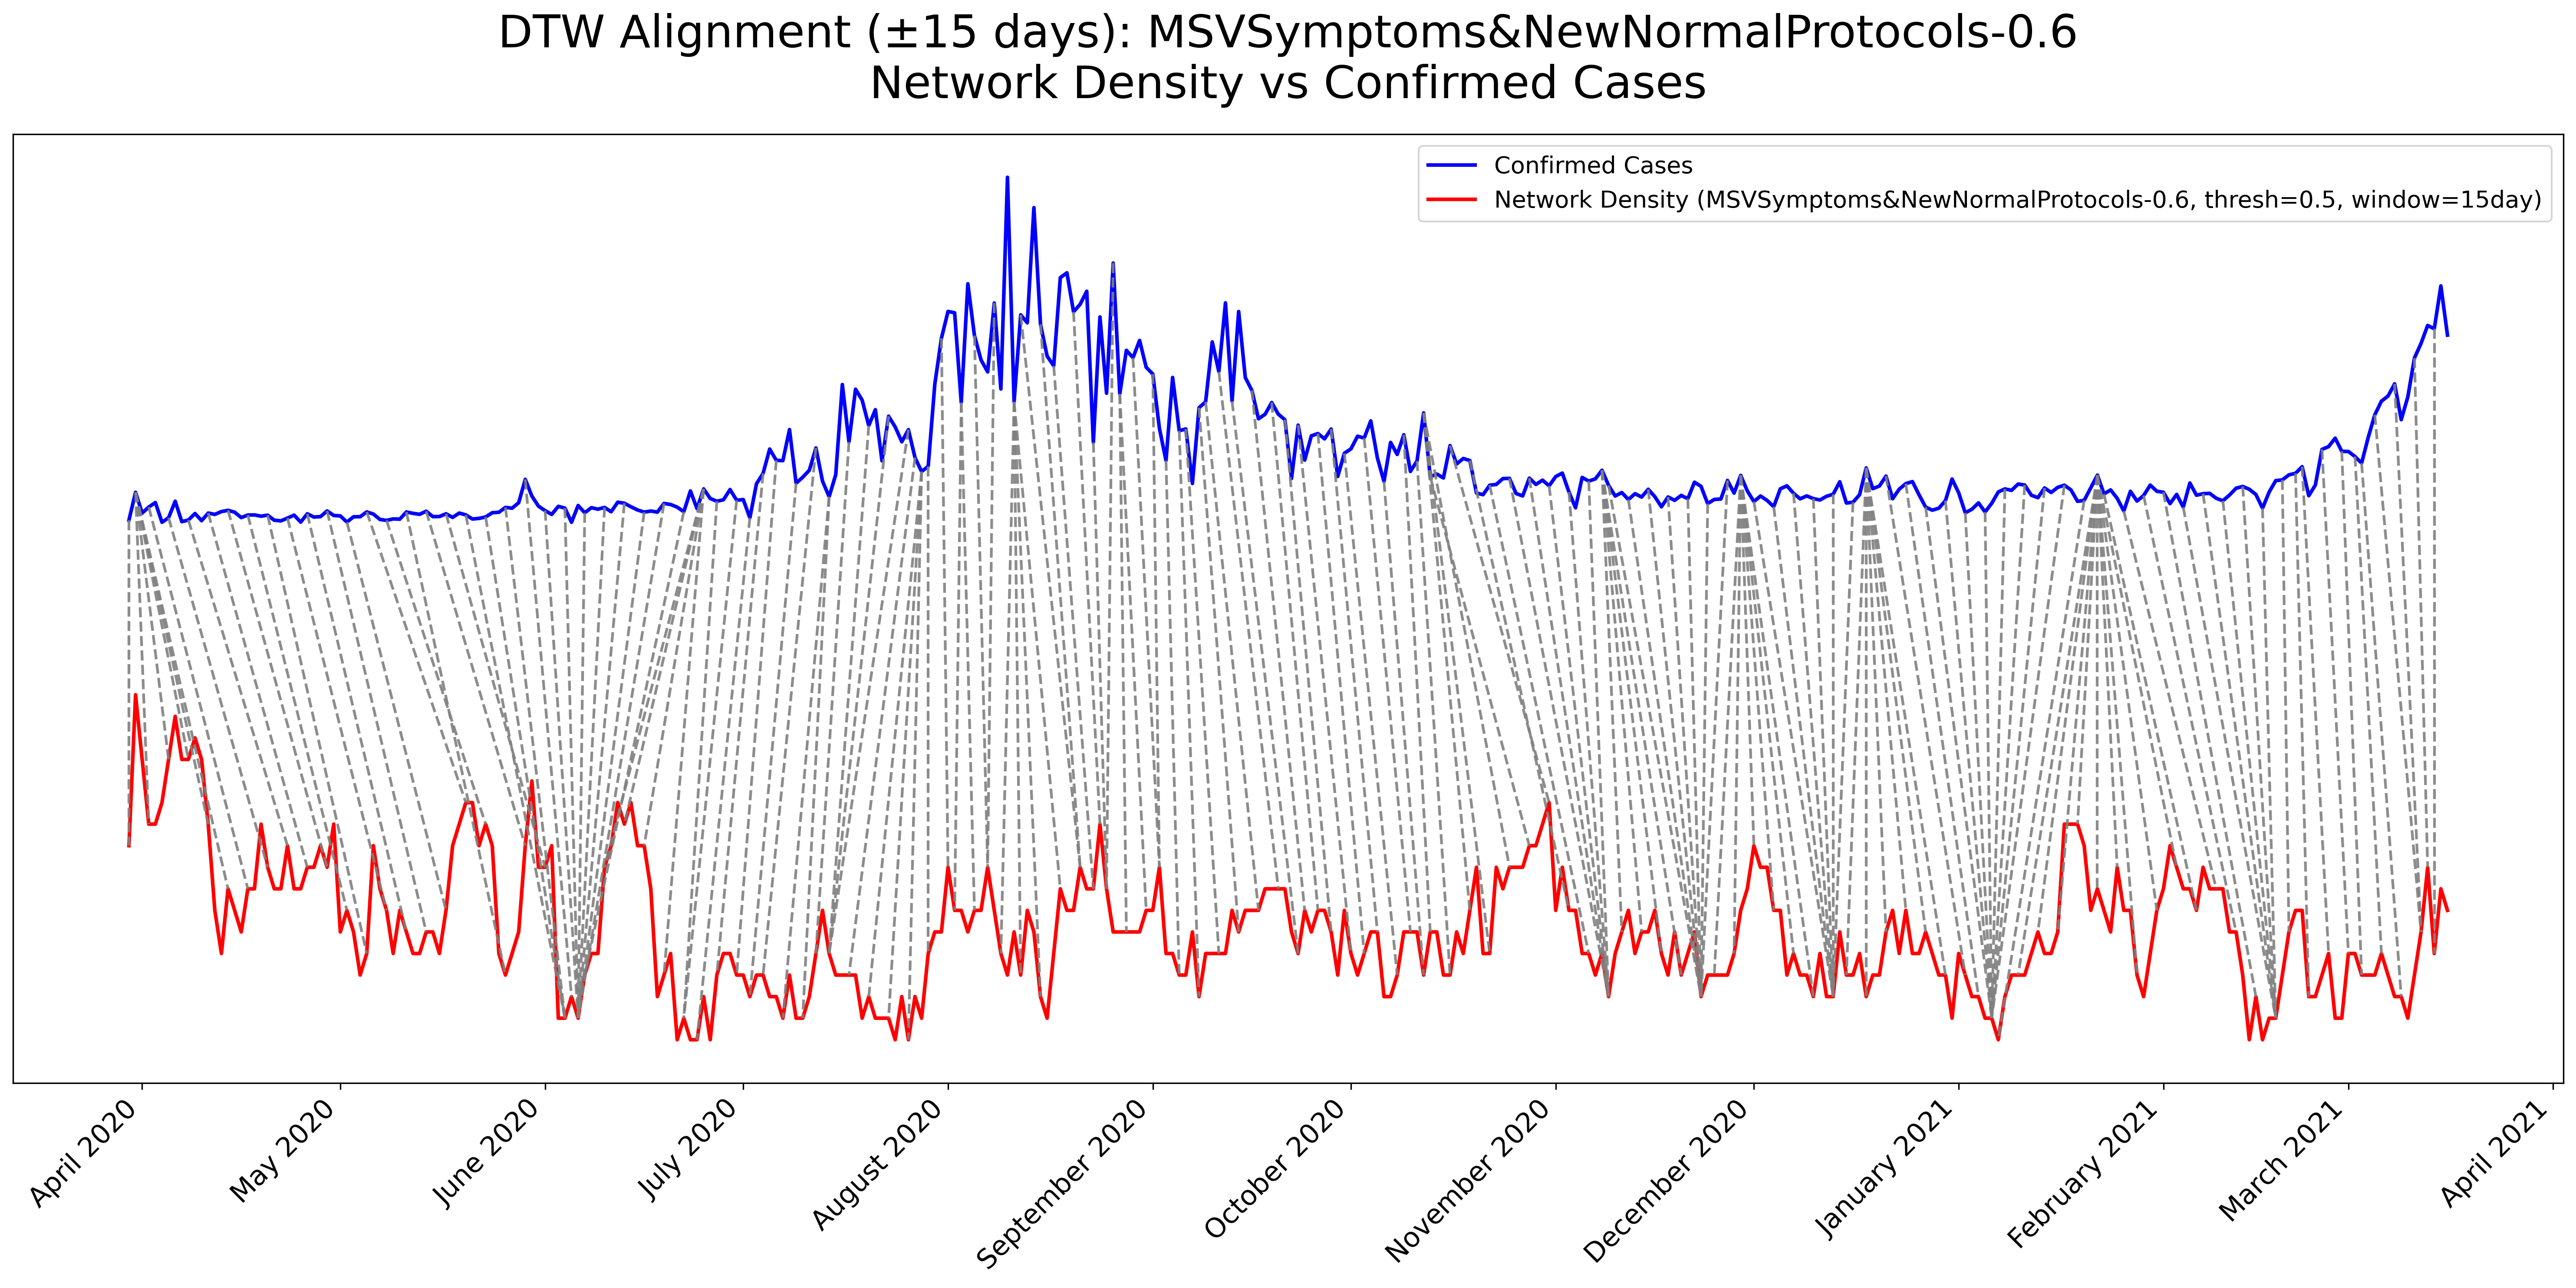 DTW Alignment (±15 days): MSVSymptoms&NewNormalProtocols-0.6
Network Density vs Confirmed Cases
Confirmed Cases
Network Density (MSVSymptoms&NewNormalProtocols-0.6, thresh=0.5, window=15day)
April 2020
May 2020
June 2020
July 2020
August 2020
September 2020
October 2020
November 2020
December 2020
January 2021
February 2021
March 2021
April 2021